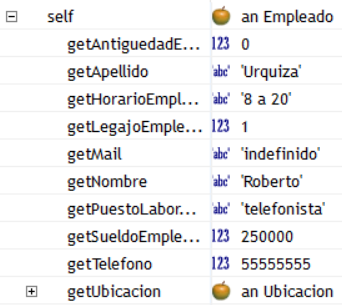 self an Empleado
getAntiguedadE... 123 0
getApellido 'abc' 'Urquiza'
getHorarioEmpl... 'abc' '8 a 20'
getLegajoEmple... 123 1
getMail 'abc' 'indefinido'
getNombre 'abc' 'Roberto'
getPuestoLabor... 'abc' 'telefonista'
getSueldoEmple... 123 250000
getTelefono 123 55555555
getUbicacion an Ubicacion